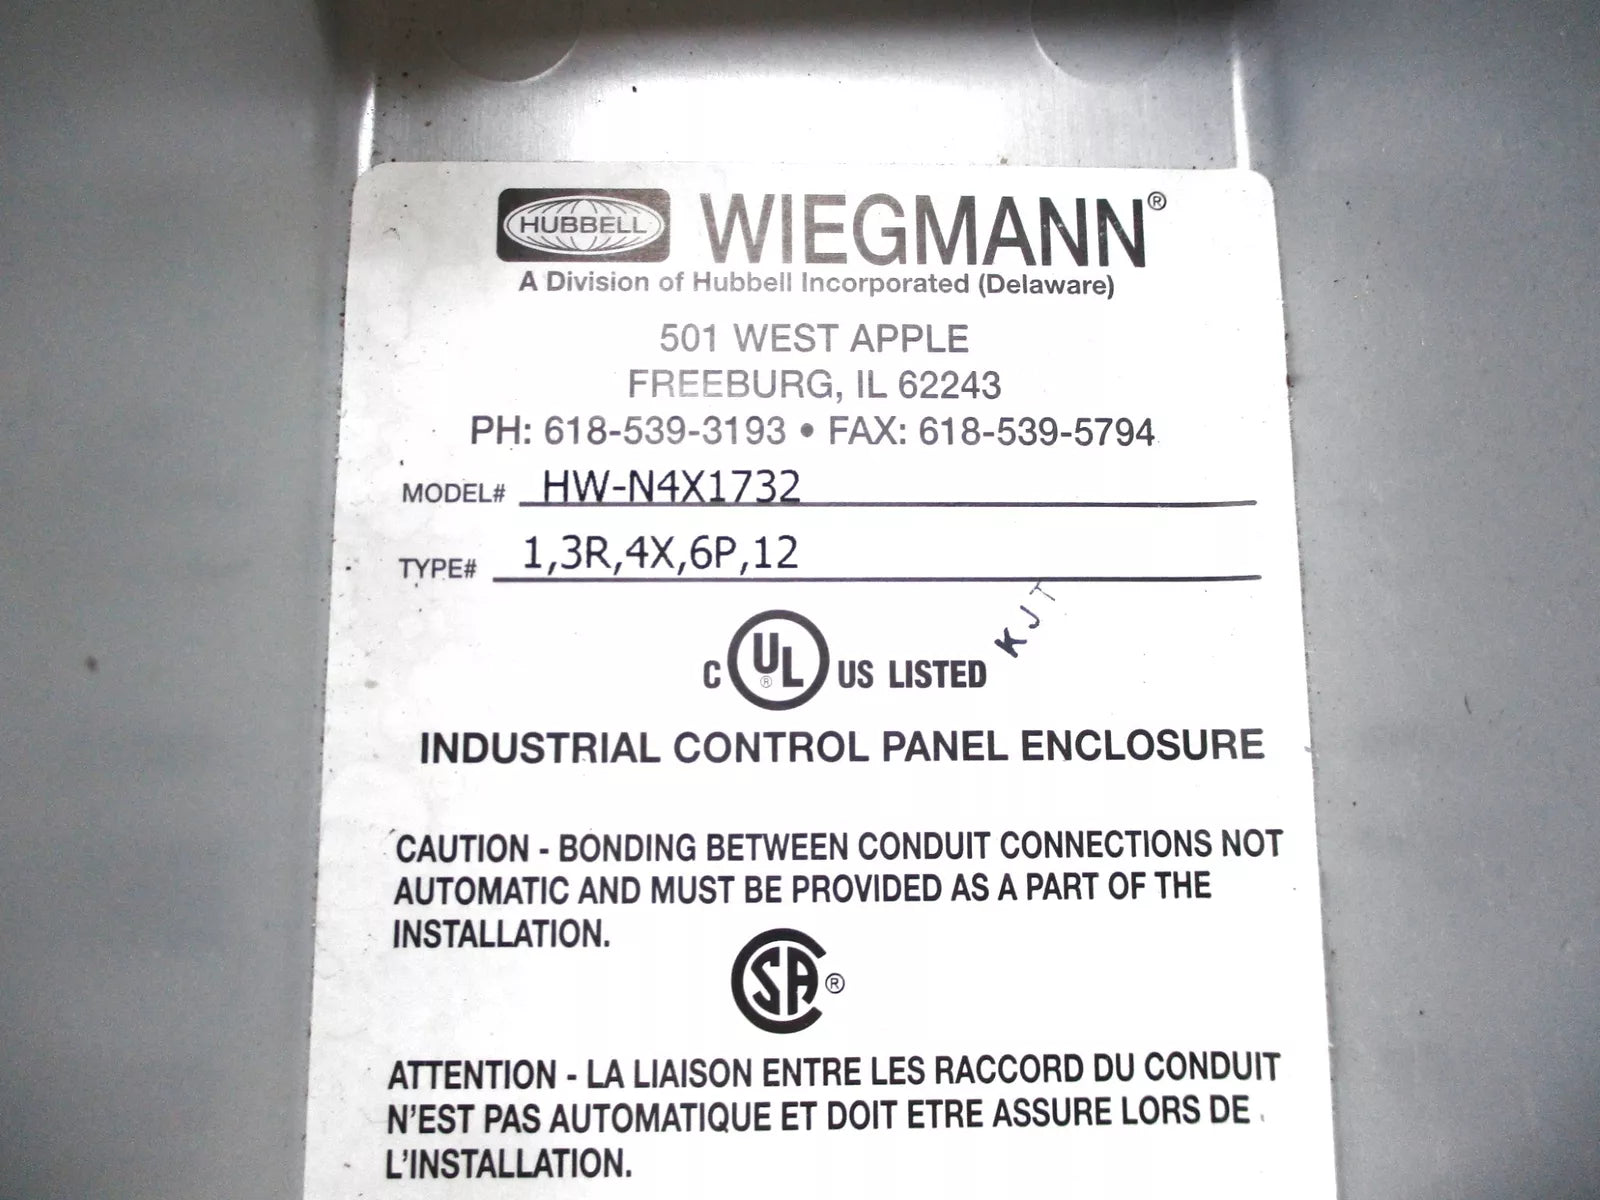 HUBBELL WIEGMANN®
A Division of Hubbell Incorporated (Delaware)
501 WEST APPLE
FREEBURG, IL 62243
PH: 618-539-3193 • FAX: 618-539-5794
MODEL# HW-N4X1732
TYPE# 1,3R,4X,6P,12
KJT
C UL® US LISTED
INDUSTRIAL CONTROL PANEL ENCLOSURE
CAUTION - BONDING BETWEEN CONDUIT CONNECTIONS NOT
AUTOMATIC AND MUST BE PROVIDED AS A PART OF THE
INSTALLATION.
CSA®
ATTENTION - LA LIAISON ENTRE LES RACCORD DU CONDUIT
N'EST PAS AUTOMATIQUE ET DOIT ETRE ASSURE LORS DE
L'INSTALLATION.